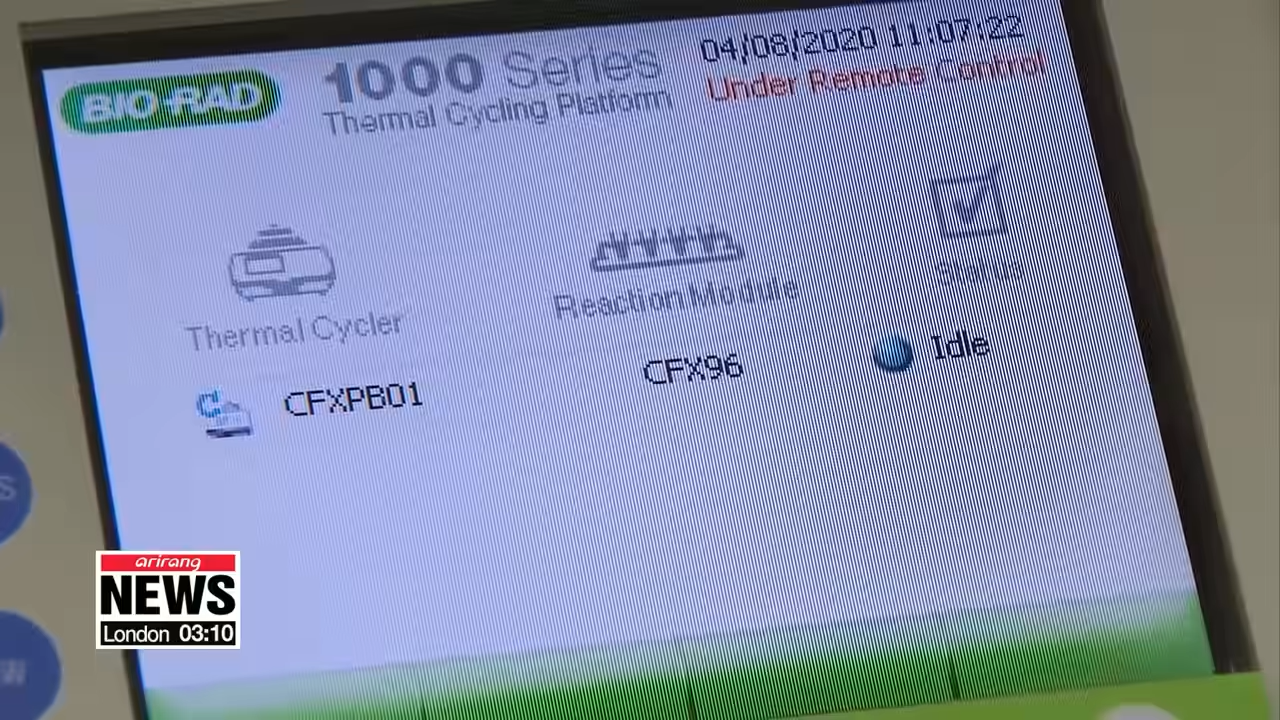 BIO-RAD
1000 Series
Thermal Cycling Platform
04/08/2020 11:07:22
Under Remote Control
Thermal Cycler
Reaction Module
CFXPB01
CFX96
Idle
S
arirang
NEWS
London 03:10